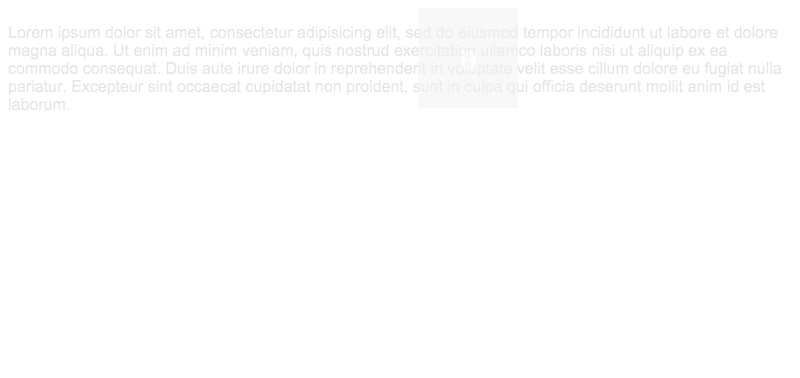 Lorem ipsum dolor sit amet, consectetur adipisicing elit, sed do eiusmod tempor incididunt ut labore et dolore
magna aliqua. Ut enim ad minim veniam, quis nostrud exercitation ullamco laboris nisi ut aliquip ex ea
commodo consequat. Duis aute irure dolor in reprehenderit in voluptate velit esse cillum dolore eu fugiat nulla
pariatur. Excepteur sint occaecat cupidatat non proident, sunt in culpa qui officia deserunt mollit anim id est
laborum.